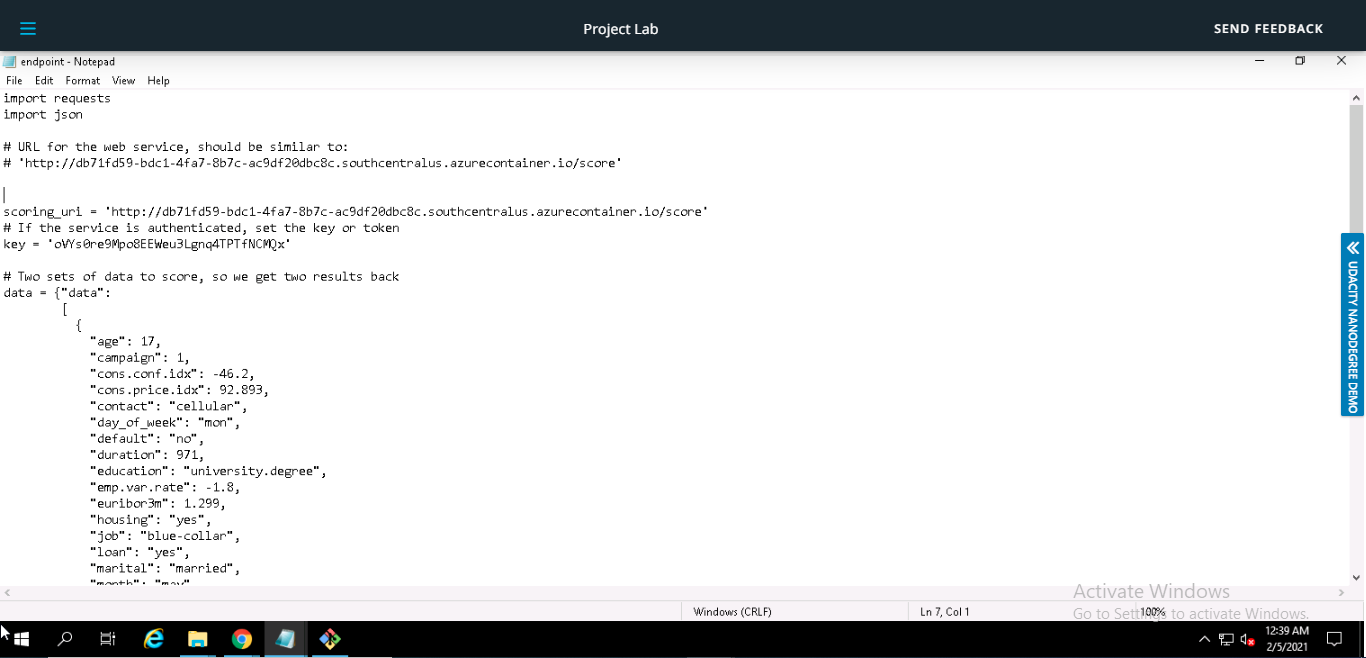 Project Lab
SEND FEEDBACK
endpoint - Notepad
File Edit Format View Help
import requests
import json
# URL for the web service, should be similar to:
# 'http://db71fd59-bdc1-4fa7-8b7c-ac9df20dbc8c.southcentralus.azurecontainer.io/score'
scoring_uri = 'http://db71fd59-bdc1-4fa7-8b7c-ac9df20dbc8c.southcentralus.azurecontainer.io/score'
# If the service is authenticated, set the key or token
key =
# Two sets of data to score, so we get two results back
data = {"data":
[
{
"age": 17,
"campaign": 1,
"cons.conf.idx": -46.2,
"cons.price.idx": 92.893,
"contact": "cellular",
"day_of_week": "mon",
"default": "no",
"duration": 971,
"education": "university.degree",
"emp.var.rate": -1.8,
"euribor3m": 1.299,
"housing": "yes",
"job": "blue-collar",
"loan": "yes",
"marital": "married",
"month": "may"
UDACITY NANODEGREE DEMO
Activate Windows
Go to Settings to activate Windows.
Windows (CRLF)
Ln 7, Col 1
100%
12:39 AM
2/5/2021